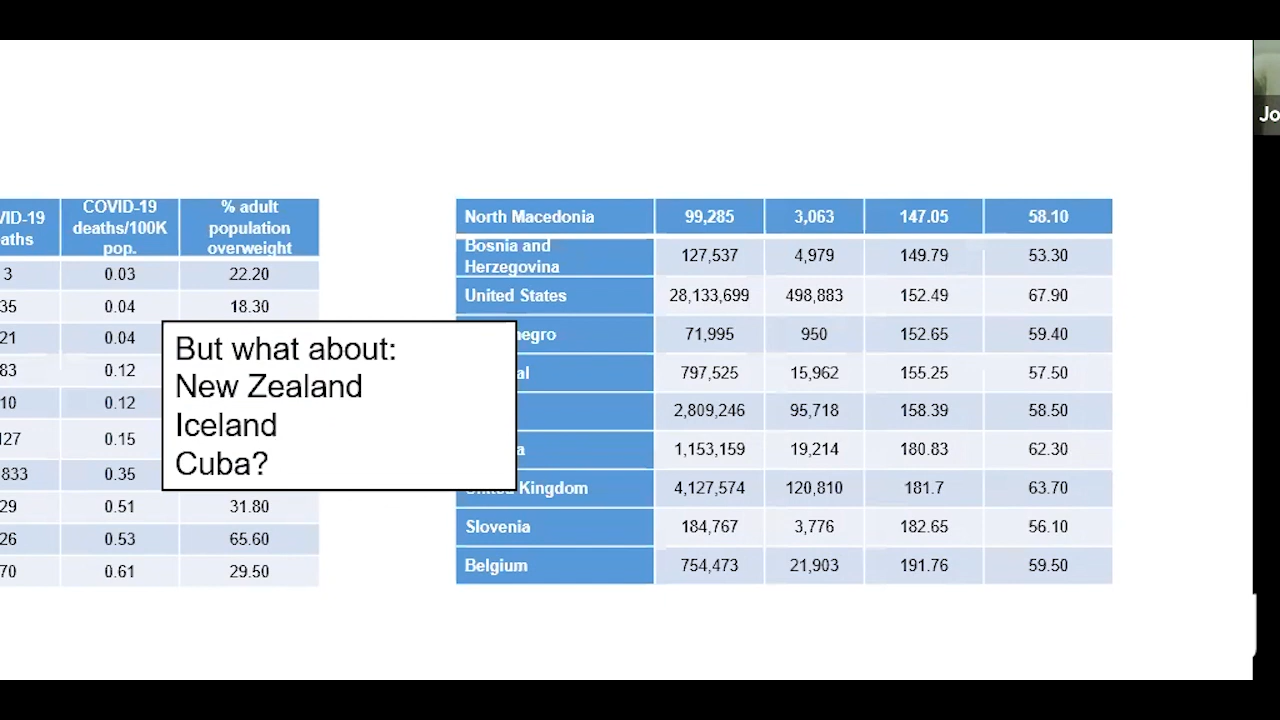 VID-19 aths
COVID-19 deaths/100K pop.
% adult population overweight
3 0.03 22.20
35 0.04 18.30
21 0.04
83 0.12
10 0.12
127 0.15
833 0.35
29 0.51 31.80
26 0.53 65.60
70 0.61 29.50
But what about:
New Zealand
Iceland
Cuba?
North Macedonia 99,285 3,063 147.05 58.10
Bosnia and Herzegovina 127,537 4,979 149.79 53.30
United States 28,133,699 498,883 152.49 67.90
negro 71,995 950 152.65 59.40
al 797,525 15,962 155.25 57.50
2,809,246 95,718 158.39 58.50
a 1,153,159 19,214 180.83 62.30
United Kingdom 4,127,574 120,810 181.7 63.70
Slovenia 184,767 3,776 182.65 56.10
Belgium 754,473 21,903 191.76 59.50
Jo